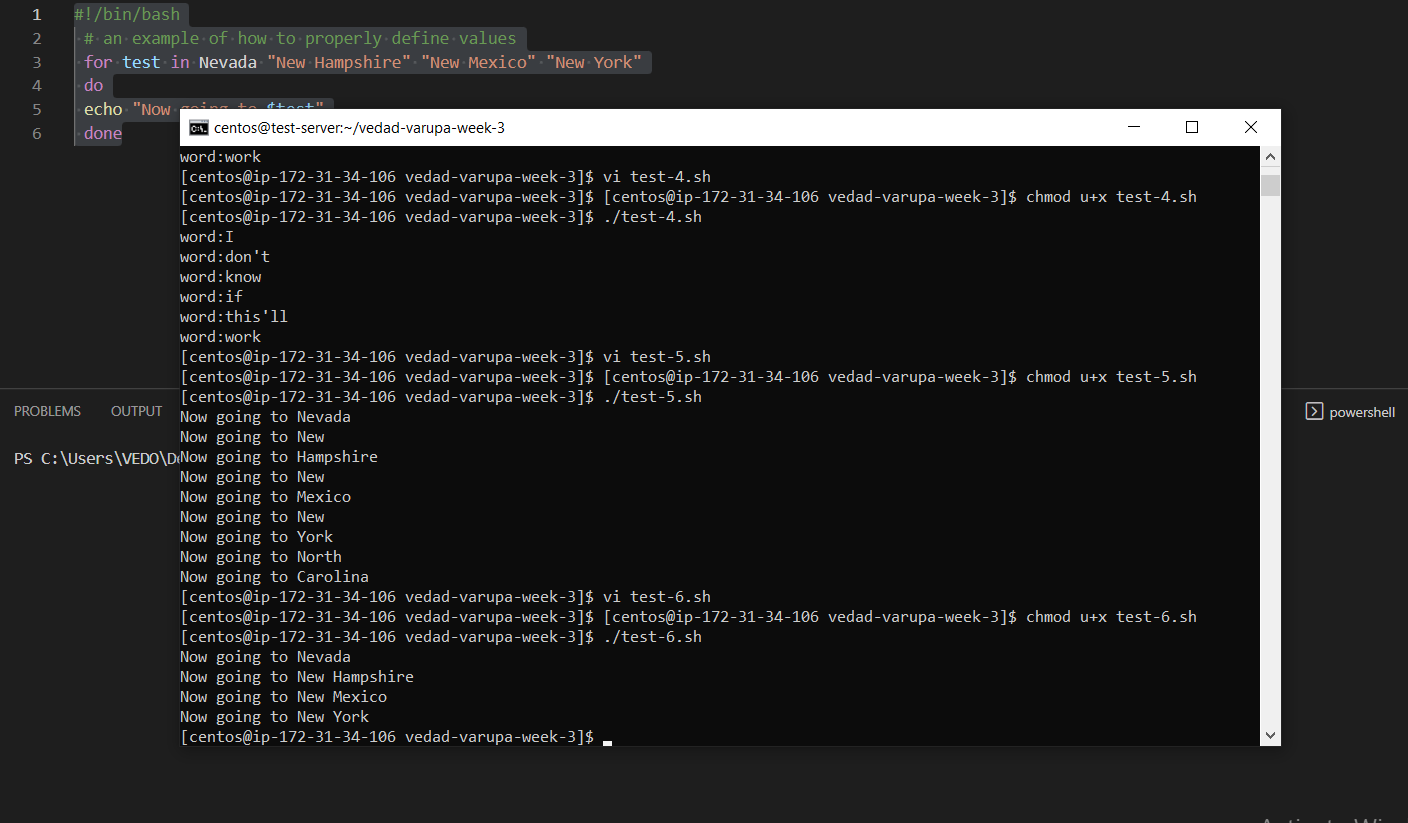 1 #!/bin/bash
2 # an example of how to properly define values
3 for test in Nevada "New Hampshire" "New Mexico" "New York"
4 do
5 echo "Now going to $test"
6 done
centos@test-server:~/vedad-varupa-week-3
word:work
[centos@ip-172-31-34-106 vedad-varupa-week-3]$ vi test-4.sh
[centos@ip-172-31-34-106 vedad-varupa-week-3]$ [centos@ip-172-31-34-106 vedad-varupa-week-3]$ chmod u+x test-4.sh
[centos@ip-172-31-34-106 vedad-varupa-week-3]$ ./test-4.sh
word:I
word:don't
word:know
word:if
word:this'll
word:work
[centos@ip-172-31-34-106 vedad-varupa-week-3]$ vi test-5.sh
[centos@ip-172-31-34-106 vedad-varupa-week-3]$ [centos@ip-172-31-34-106 vedad-varupa-week-3]$ chmod u+x test-5.sh
[centos@ip-172-31-34-106 vedad-varupa-week-3]$ ./test-5.sh
Now going to Nevada
Now going to New
Now going to Hampshire
Now going to New
Now going to Mexico
Now going to New
Now going to York
Now going to North
Now going to Carolina
[centos@ip-172-31-34-106 vedad-varupa-week-3]$ vi test-6.sh
[centos@ip-172-31-34-106 vedad-varupa-week-3]$ [centos@ip-172-31-34-106 vedad-varupa-week-3]$ chmod u+x test-6.sh
[centos@ip-172-31-34-106 vedad-varupa-week-3]$ ./test-6.sh
Now going to Nevada
Now going to New Hampshire
Now going to New Mexico
Now going to New York
[centos@ip-172-31-34-106 vedad-varupa-week-3]$
PROBLEMS OUTPUT
powershell
PS C:\Users\VEDO\D